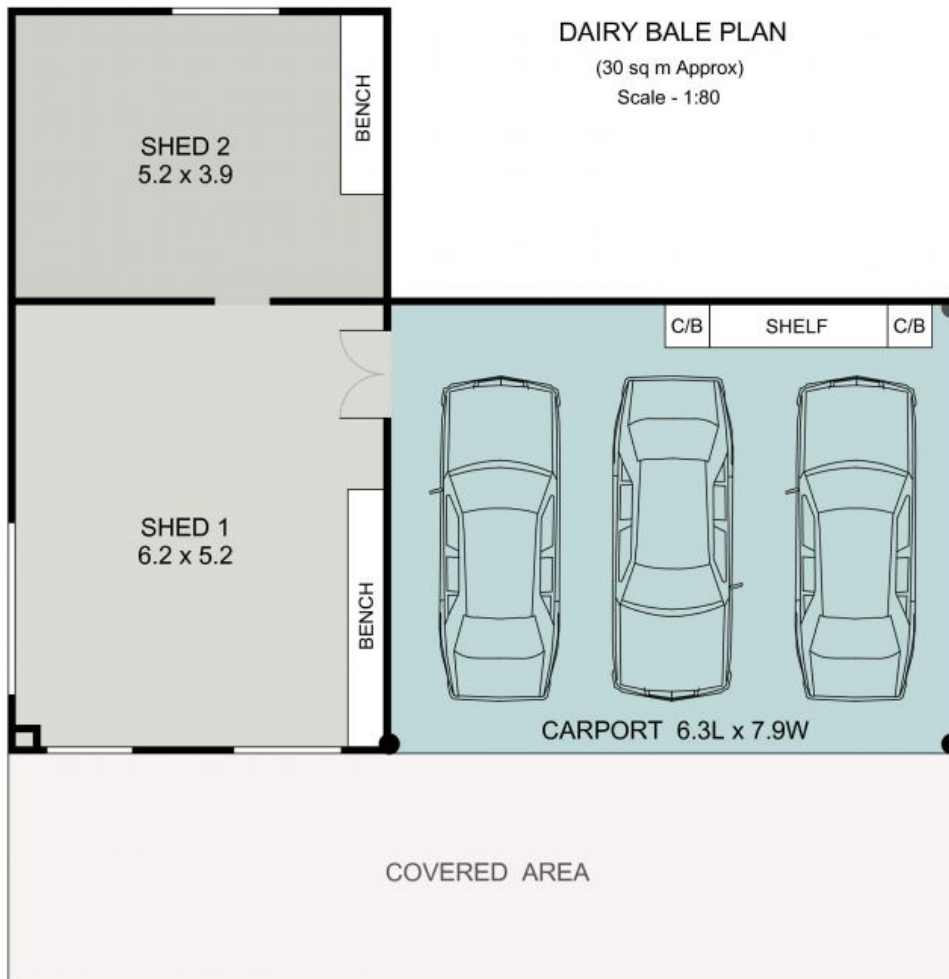 DAIRY BALE PLAN
(30 sq m Approx)
Scale - 1:80
BENCH
SHED 2
5.2 x 3.9
C/B
SHELF
C/B
SHED 1
6.2 x 5.2
BENCH
CARPORT 6.3L x 7.9W
COVERED AREA